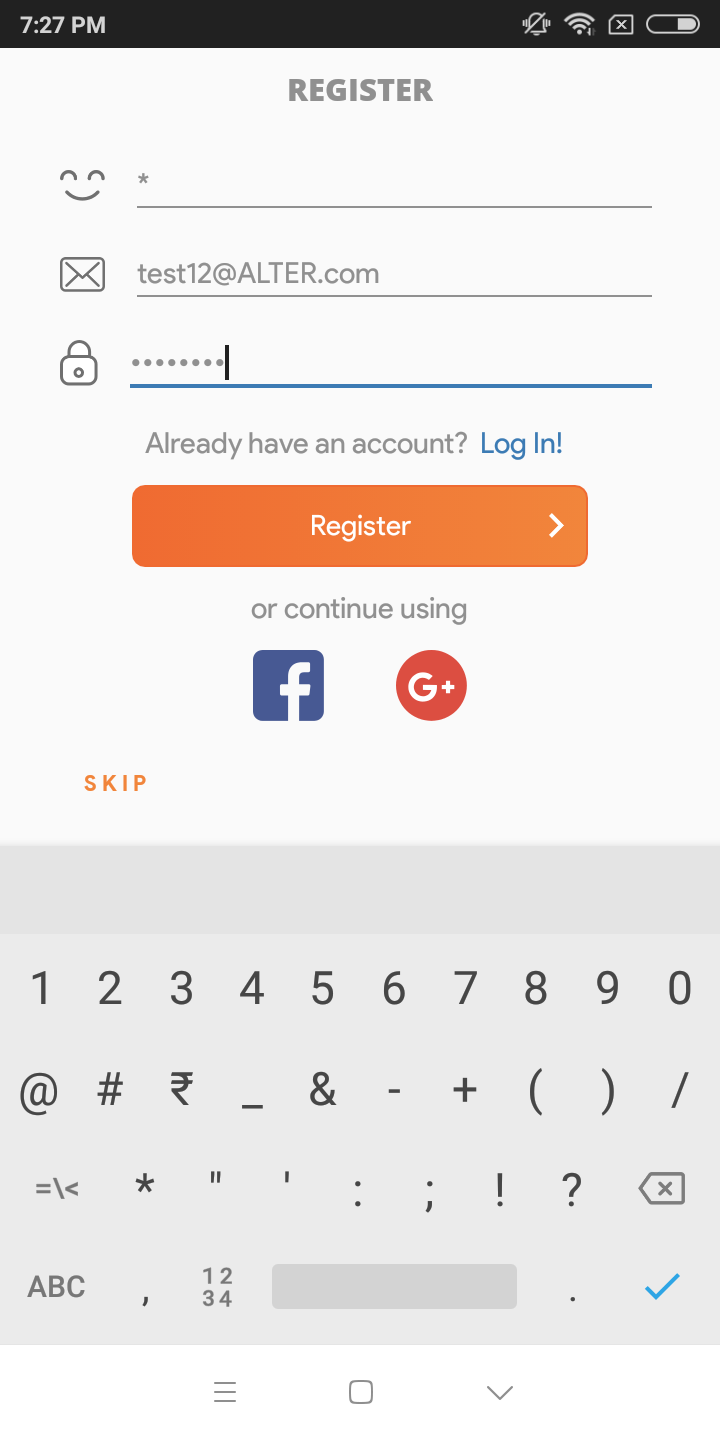 7:27 PM
REGISTER
*
test12@ALTER.com
••••••••
Already have an account? Log In!
Register
or continue using
f G+
SKIP
1 2 3 4 5 6 7 8 9 0
@ # ₹ _ & - + ( ) /
=\< * " ' : ; ! ?
ABC , 12 34 .